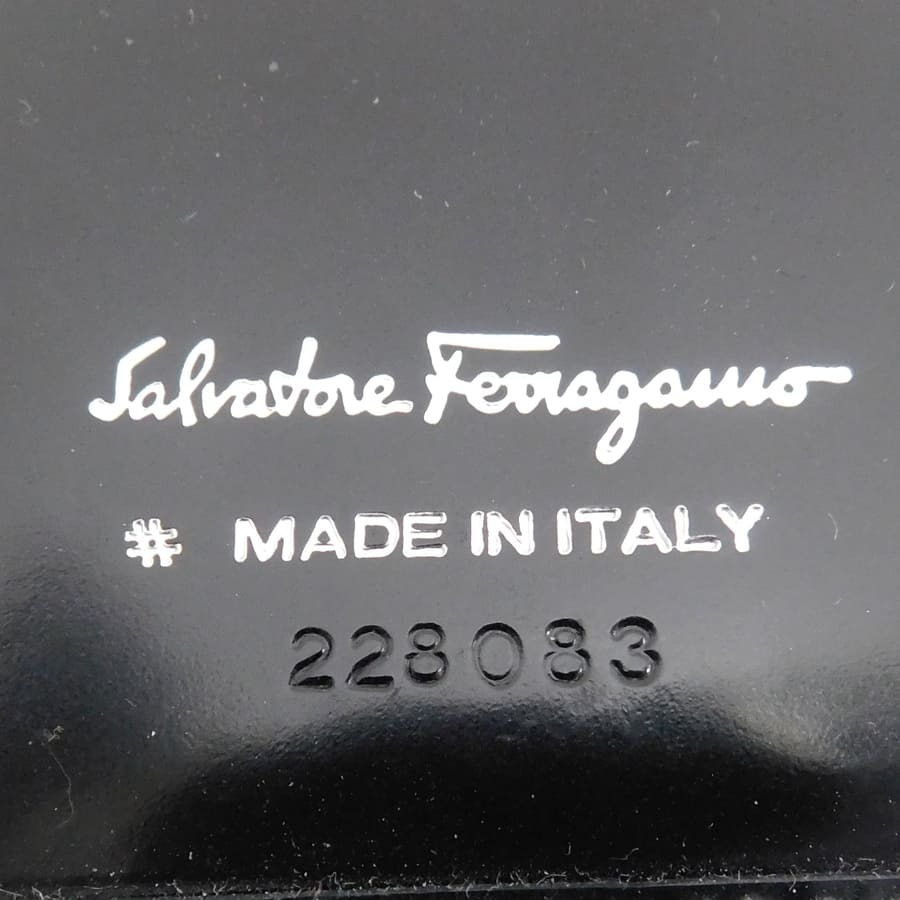 Salvatore Ferragamo
# MADE IN ITALY
228083